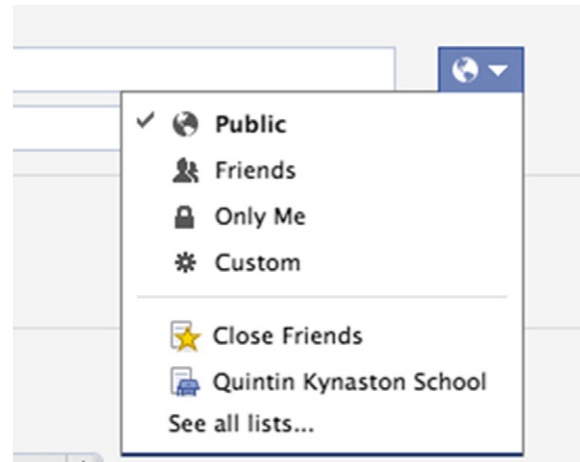 Public
Friends
Only Me
Custom
Close Friends
Quintin Kynaston School
See all lists...